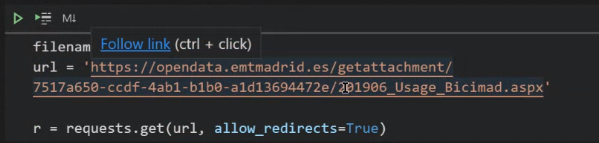 M↓
filenam
Follow link (ctrl + click)
url = 'https://opendata.emtmadrid.es/getattachment/
7517a650-ccdf-4ab1-b1b0-a1d13694472e/201906_Usage_Bicimad.aspx'
r = requests.get(url, allow_redirects=True)